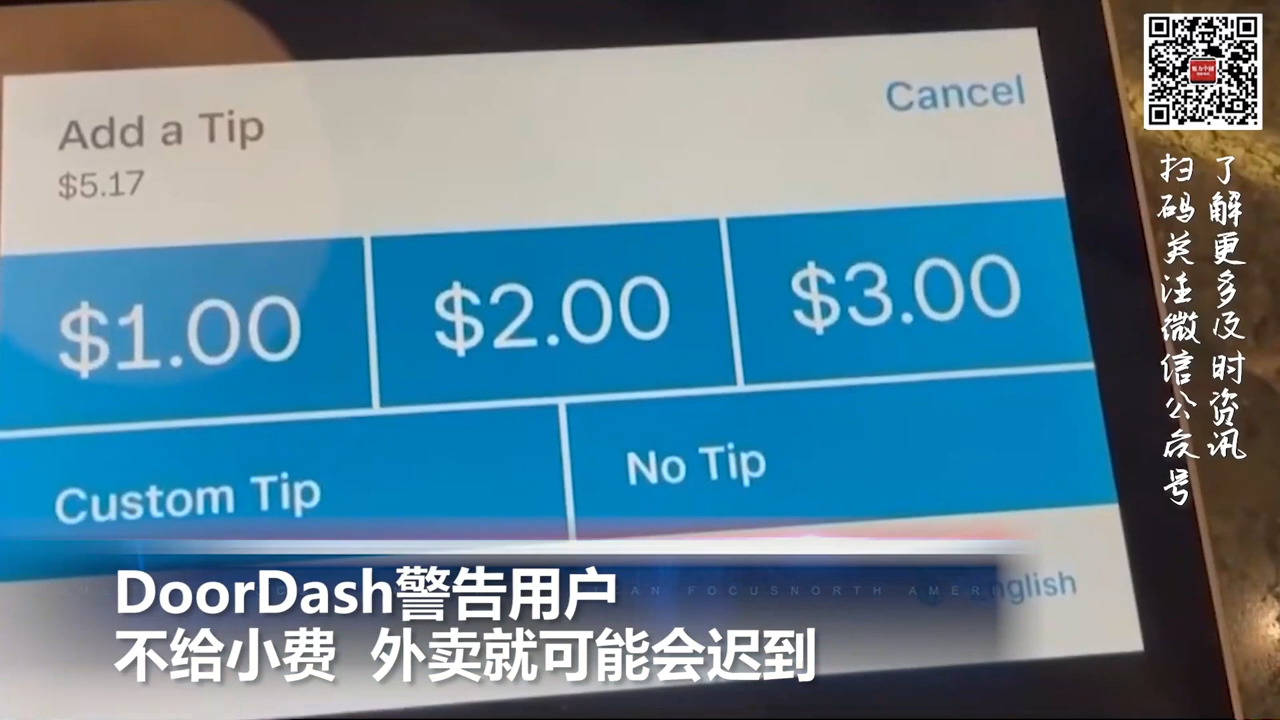 Add a Tip
Cancel
$5.17
$1.00
$2.00
$3.00
Custom Tip
No Tip
English
DoorDash警告用户
不给小费 外卖就可能会迟到
FOCUSNORTH AMERI
了解更多及时资讯
扫码关注微信公众号